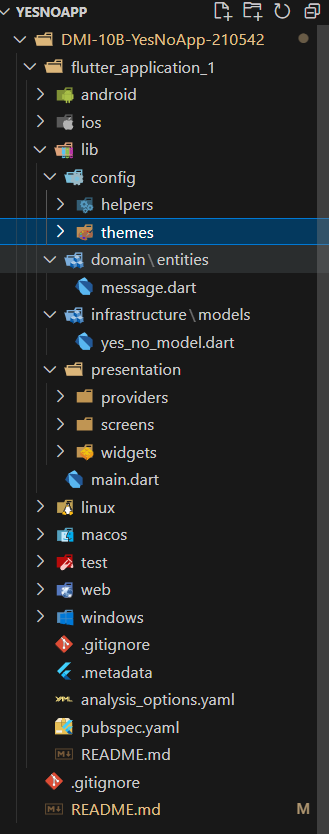 YESNOAPP
DMI-10B-YesNoApp-210542
flutter_application_1
android
ios
lib
config
helpers
themes
domain\entities
message.dart
infrastructure\models
yes_no_model.dart
presentation
providers
screens
widgets
main.dart
linux
macos
test
web
windows
.gitignore
.metadata
analysis_options.yaml
pubspec.yaml
README.md
.gitignore
README.md M